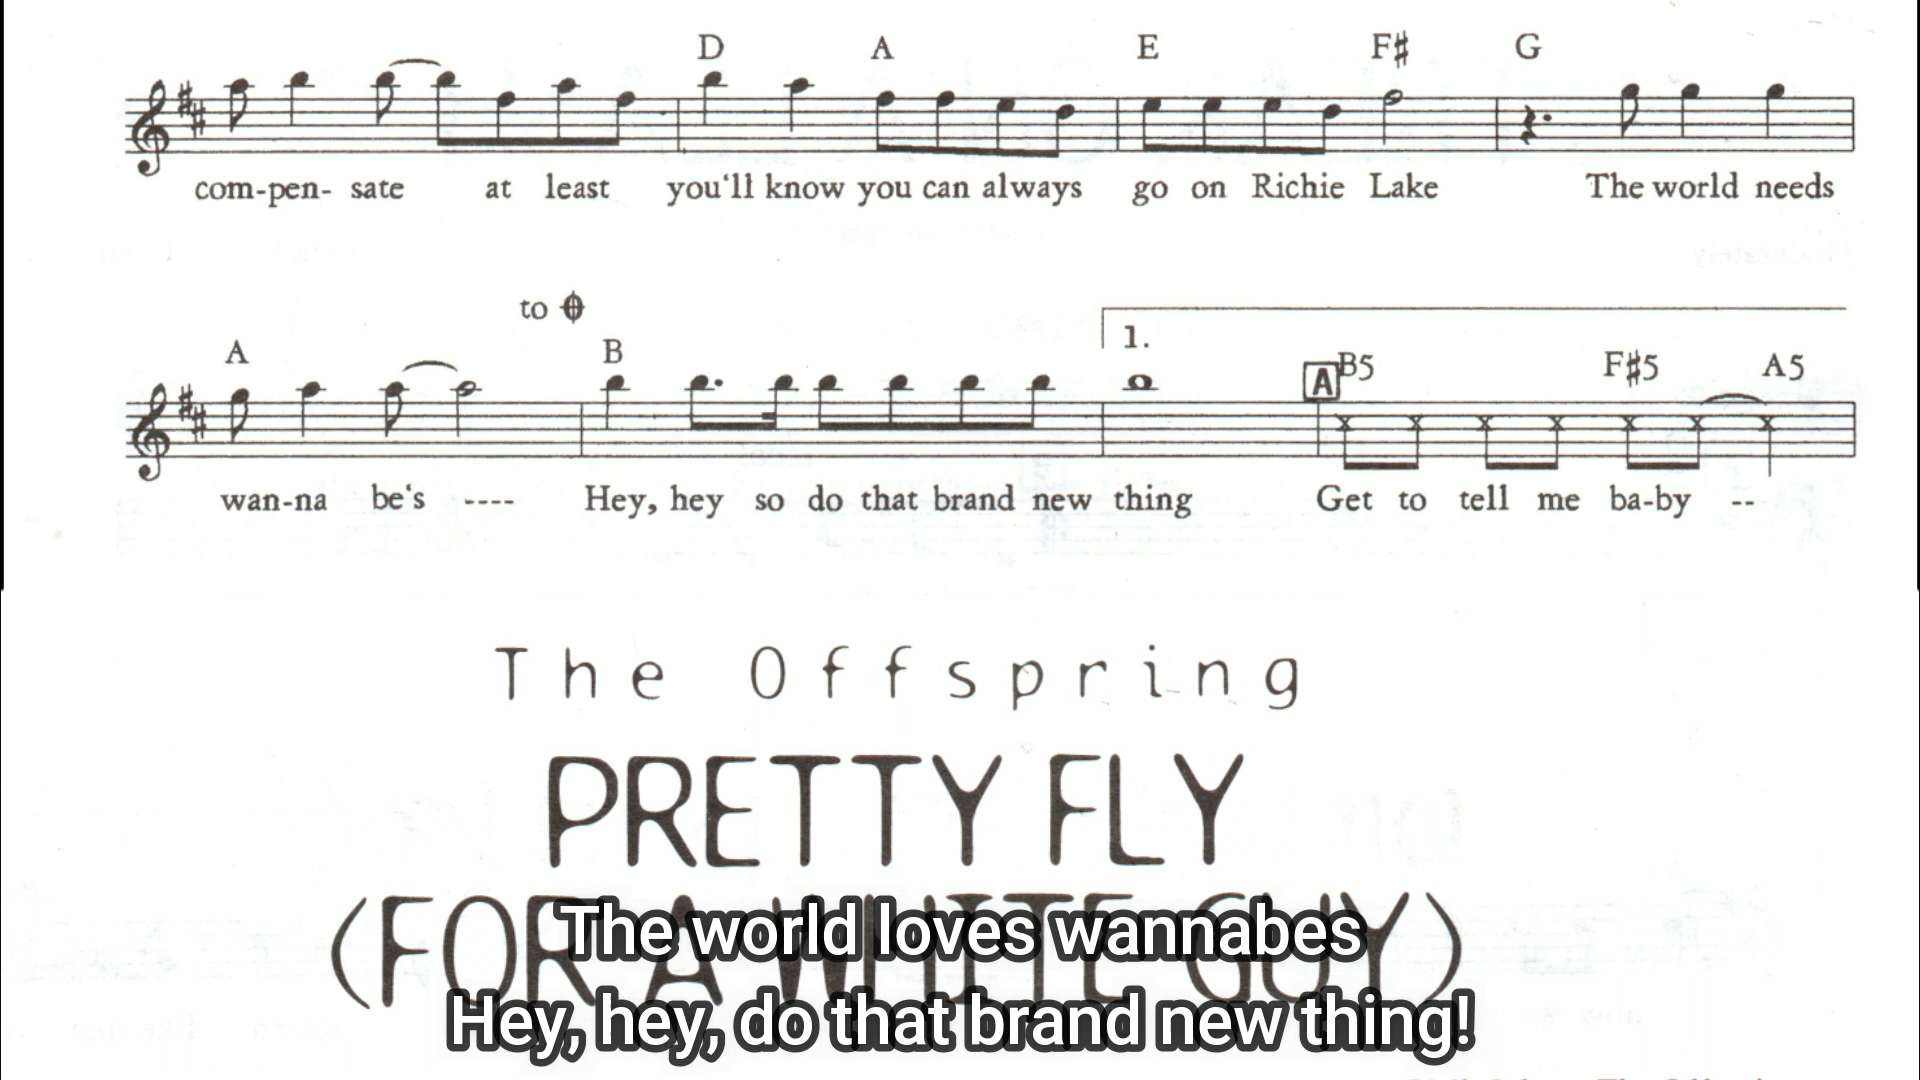 D A E F♯ G
com-pen- sate at least you'll know you can always go on Richie Lake The world needs
to 𝄌
1.
A B A B5 F♯5 A5
wan-na be's ---- Hey, hey so do that brand new thing Get to tell me ba-by --
The Offspring
PRETTY FLY
(FOR A WHITE GUY)
The world loves wannabes
Hey, hey, do that brand new thing!